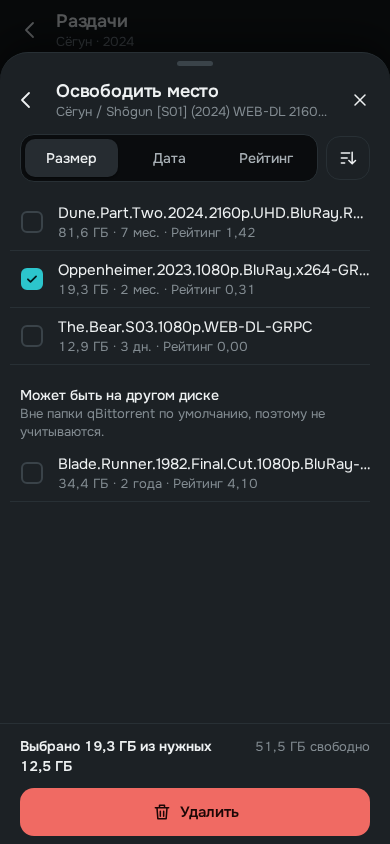 Раздачи
Сёгун · 2024
Освободить место
Сёгун / Shōgun [S01] (2024) WEB-DL 2160...
Размер
Дата
Рейтинг
Dune.Part.Two.2024.2160p.UHD.BluRay.R...
81,6 ГБ · 7 мес. · Рейтинг 1,42
Oppenheimer.2023.1080p.BluRay.x264-GR...
19,3 ГБ · 2 мес. · Рейтинг 0,31
The.Bear.S03.1080p.WEB-DL-GRPC
12,9 ГБ · 3 дн. · Рейтинг 0,00
Может быть на другом диске
Вне папки qBittorrent по умолчанию, поэтому не
учитываются.
Blade.Runner.1982.Final.Cut.1080p.BluRay-...
34,4 ГБ · 2 года · Рейтинг 4,10
Выбрано 19,3 ГБ из нужных
12,5 ГБ
51,5 ГБ свободно
Удалить